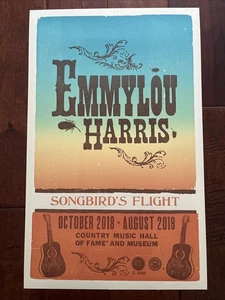 EMMYLOU
HARRIS.
SONGBIRD'S FLIGHT
OCTOBER 2018 - AUGUST 2019
COUNTRY MUSIC HALL
OF FAME® AND MUSEUM